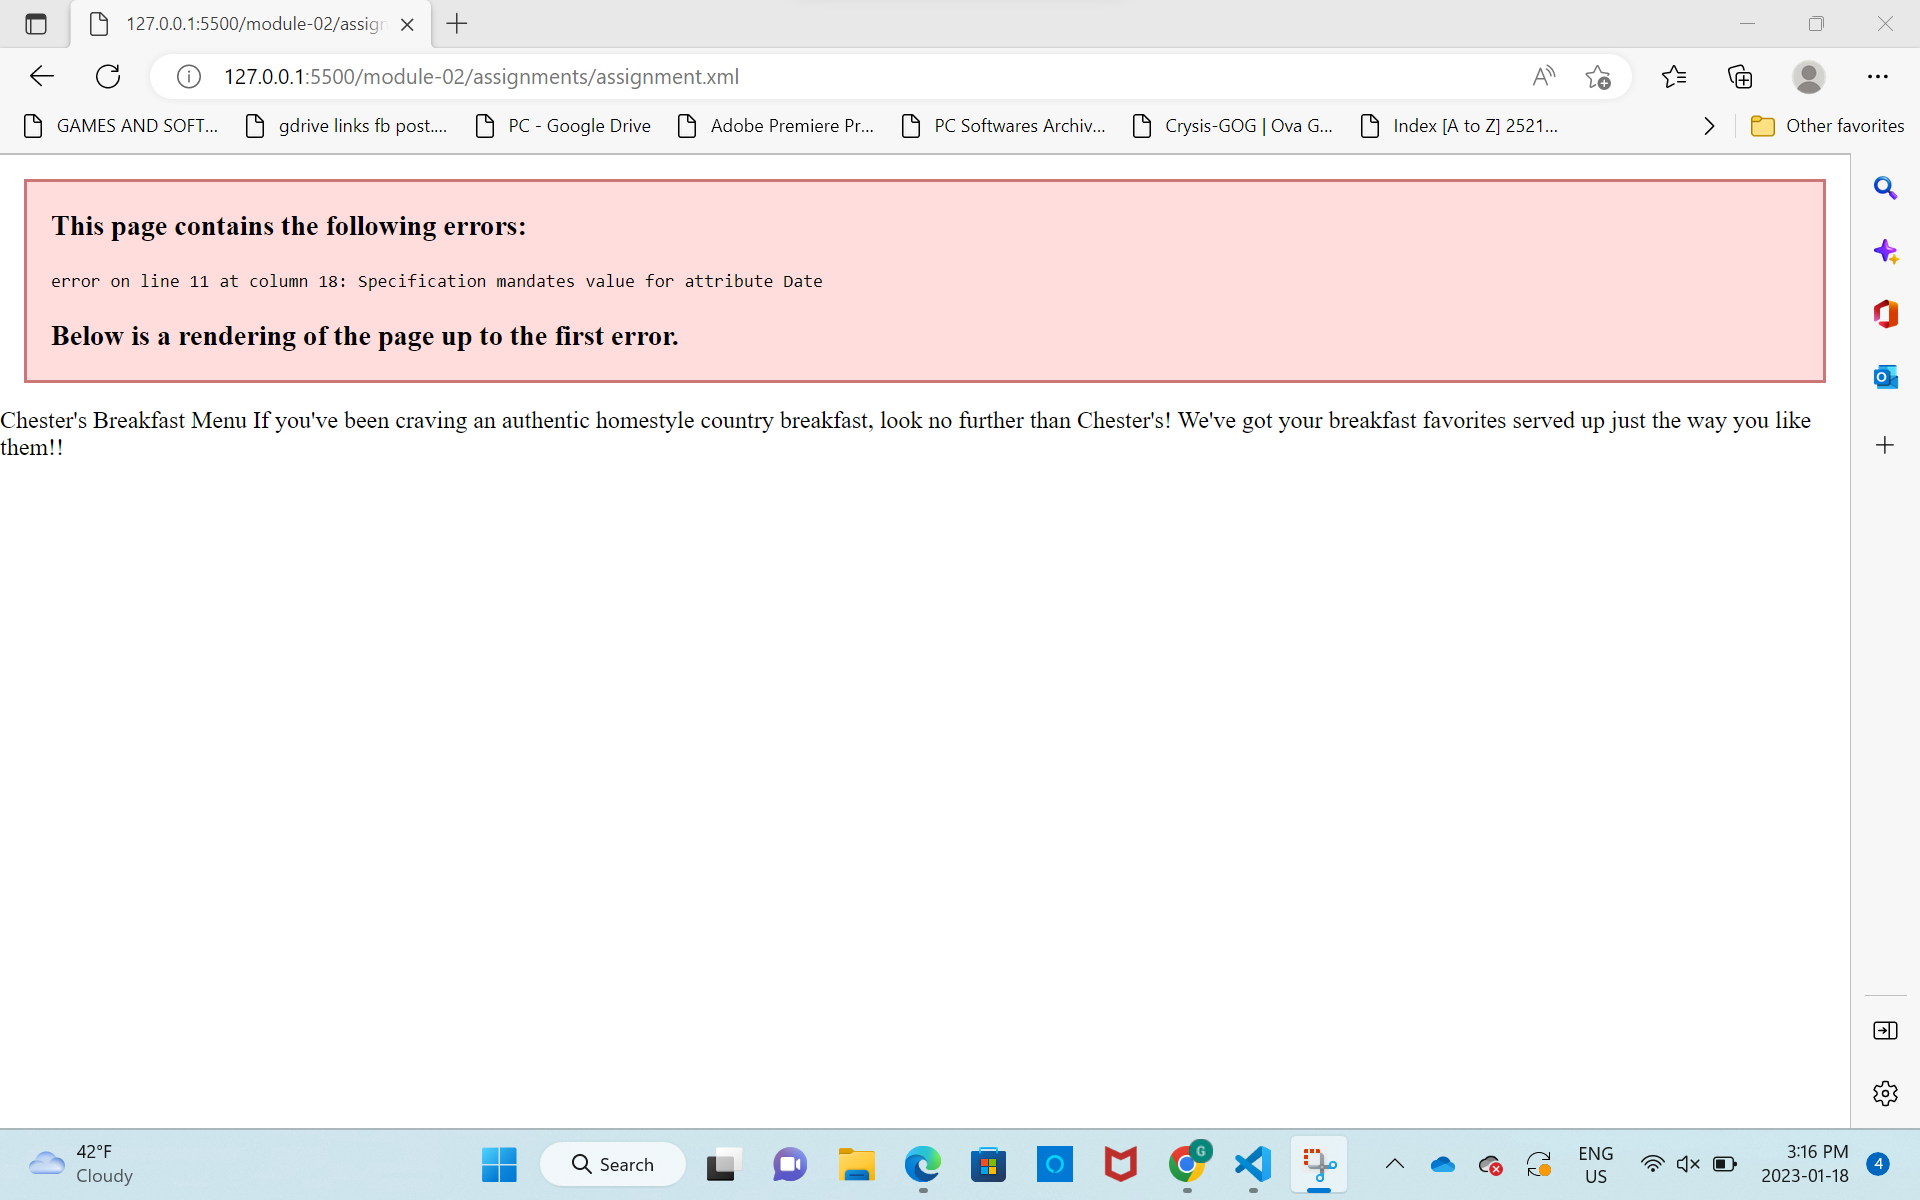 127.0.0.1:5500/module-02/assign
127.0.0.1:5500/module-02/assignments/assignment.xml
GAMES AND SOFT... gdrive links fb post.... PC - Google Drive Adobe Premiere Pr... PC Softwares Archiv... Crysis-GOG | Ova G... Index [A to Z] 2521... Other favorites
This page contains the following errors:
error on line 11 at column 18: Specification mandates value for attribute Date
Below is a rendering of the page up to the first error.
Chester's Breakfast Menu If you've been craving an authentic homestyle country breakfast, look no further than Chester's! We've got your breakfast favorites served up just the way you like
them!!
42°F
Cloudy
Search
G
ENG
US
3:16 PM
2023-01-18
4